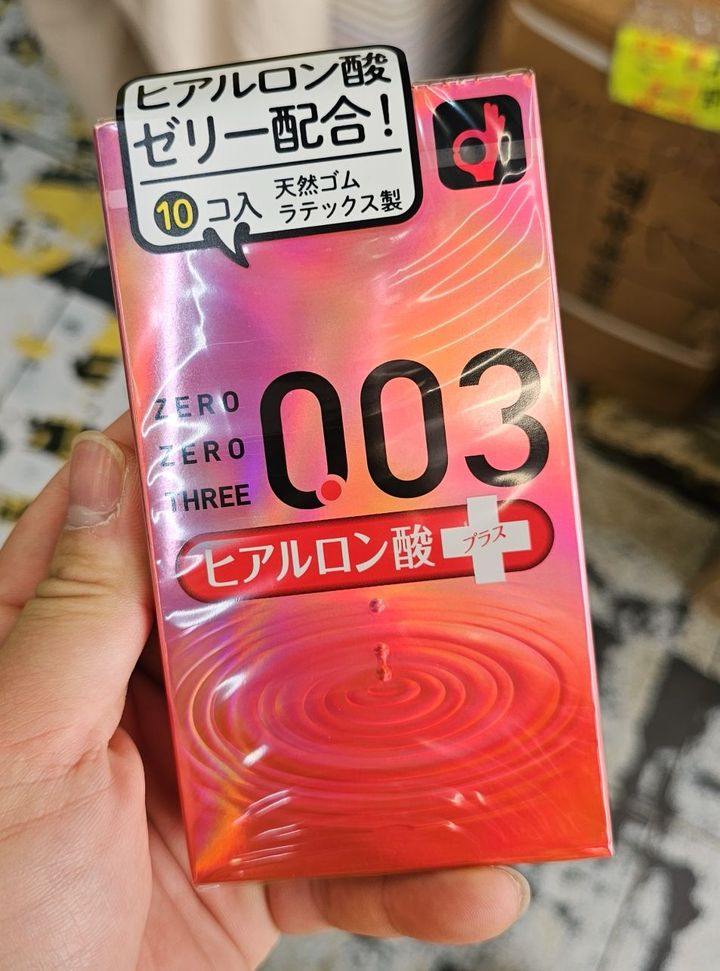 ヒアルロン酸
ゼリー配合!
10コ入
天然ゴム
ラテックス製
ZERO
ZERO
THREE
0.03
ヒアルロン酸
プラス